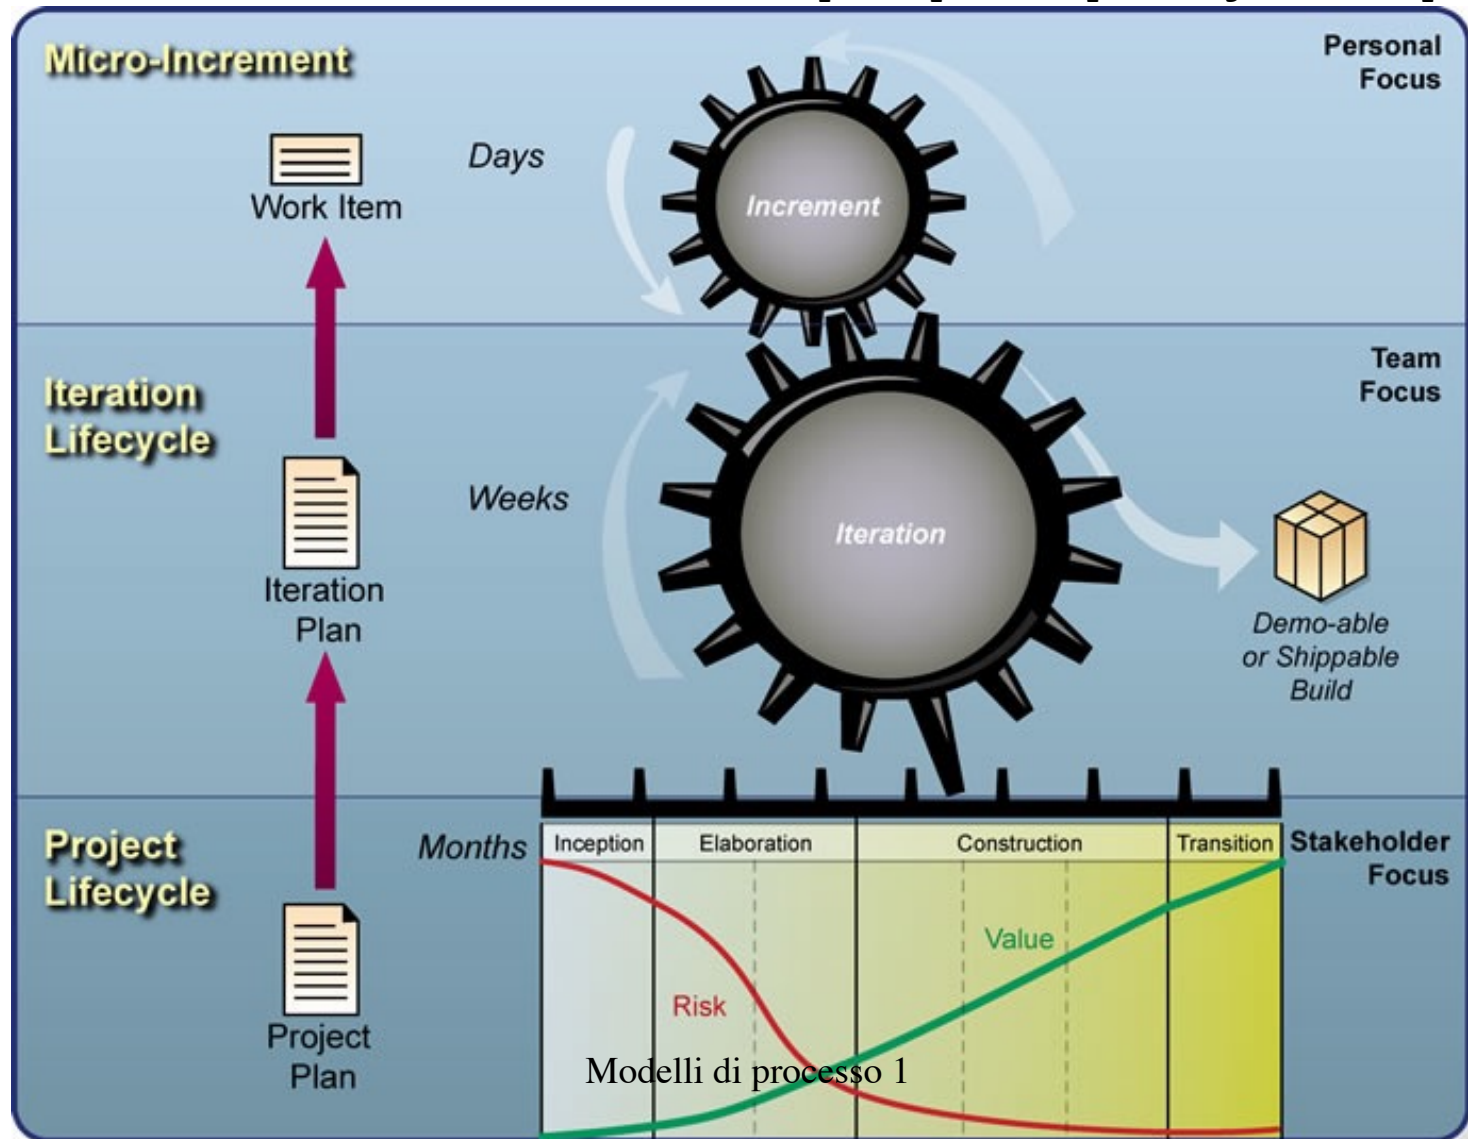 Micro-Increment
Personal
Focus
Days
Work Item
Increment
Iteration
Lifecycle
Team
Focus
Weeks
Iteration
Plan
Iteration
Demo-able
or Shippable
Build
Project
Lifecycle
Months
Inception
Elaboration
Construction
Transition
Stakeholder
Focus
Value
Risk
Project
Plan
Modelli di processo 1